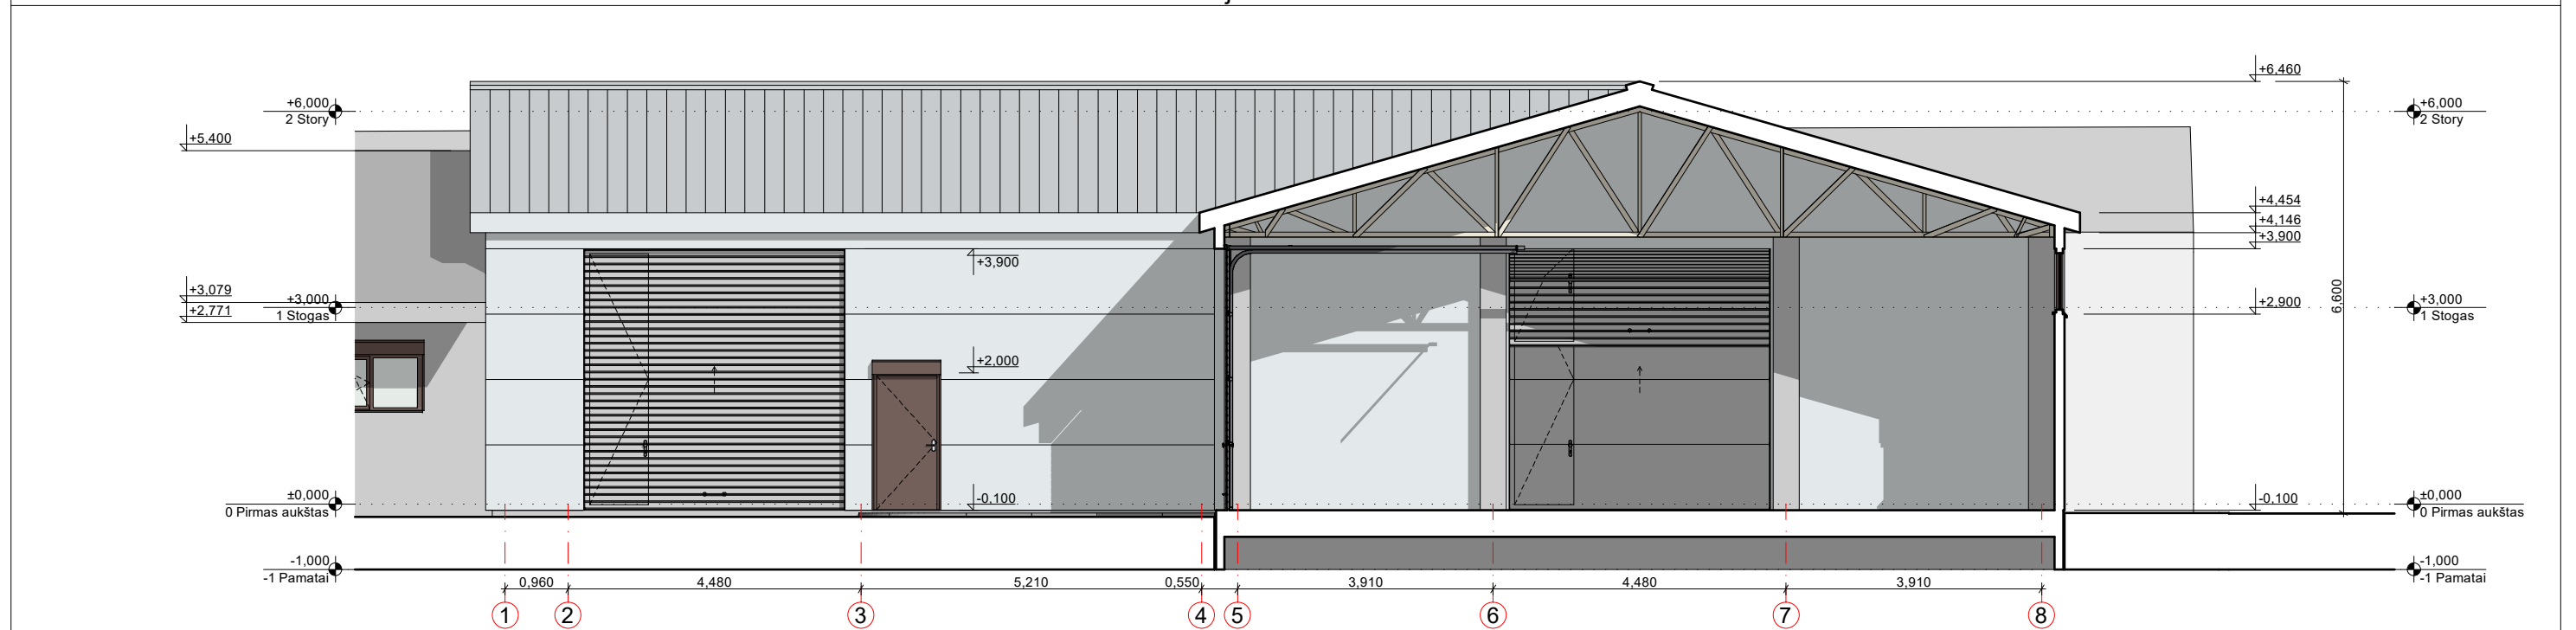 +6,000
2 Story
+5,400
+3,079
+3,000
1 Stogas
+2,771
±0,000
0 Pirmas aukštas
-1,000
-1 Pamatai
+3,900
+2,000
-0,100
+6,460
+6,000
2 Story
+4,454
+4,146
+3,900
6,600
+3,000
1 Stogas
+2,900
-0,100
±0,000
0 Pirmas aukštas
-1,000
-1 Pamatai
0,960 4,480 5,210 0,550 3,910 4,480 3,910
1 2 3 4 5 6 7 8